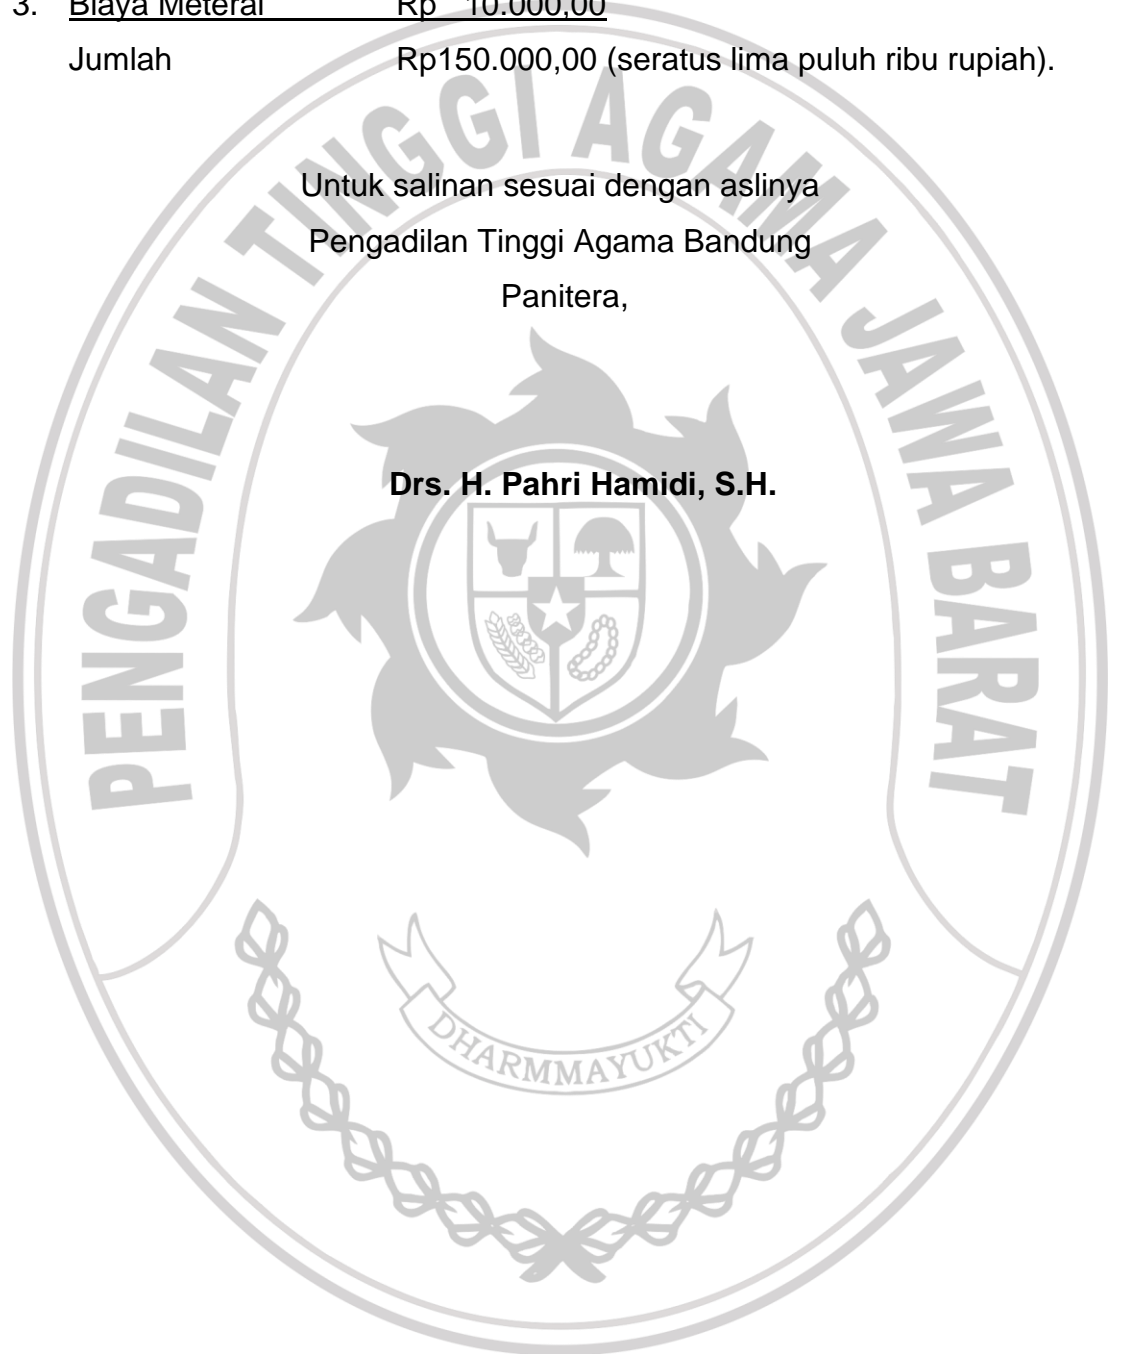 3. Biaya Meterai Rp 10.000,00
Jumlah Rp150.000,00 (seratus lima puluh ribu rupiah).
Untuk salinan sesuai dengan aslinya
Pengadilan Tinggi Agama Bandung
Panitera,
Drs. H. Pahri Hamidi, S.H.
PENGADILAN TINGGI AGAMA JAWA BARAT
DHARMMAYUKTI